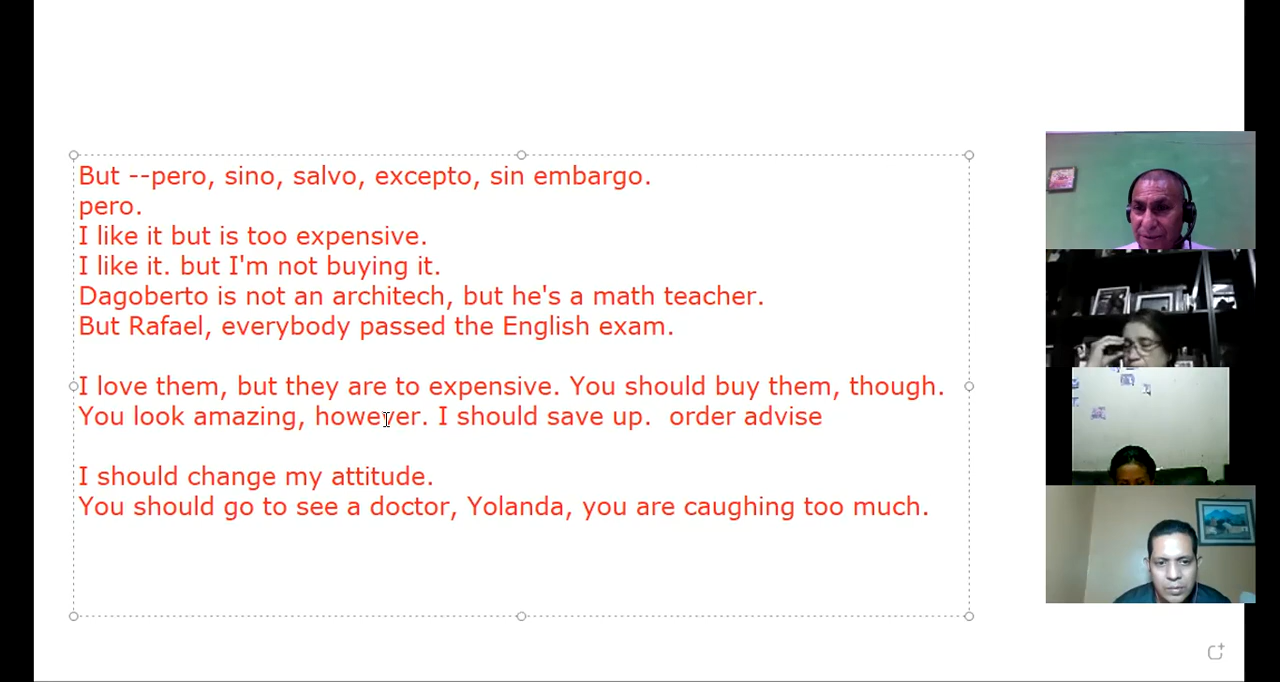 But --pero, sino, salvo, excepto, sin embargo.
pero.
I like it but is too expensive.
I like it. but I'm not buying it.
Dagoberto is not an architech, but he's a math teacher.
But Rafael, everybody passed the English exam.
I love them, but they are to expensive. You should buy them, though.
You look amazing, however. I should save up.  order advise
I should change my attitude.
You should go to see a doctor, Yolanda, you are caughing too much.